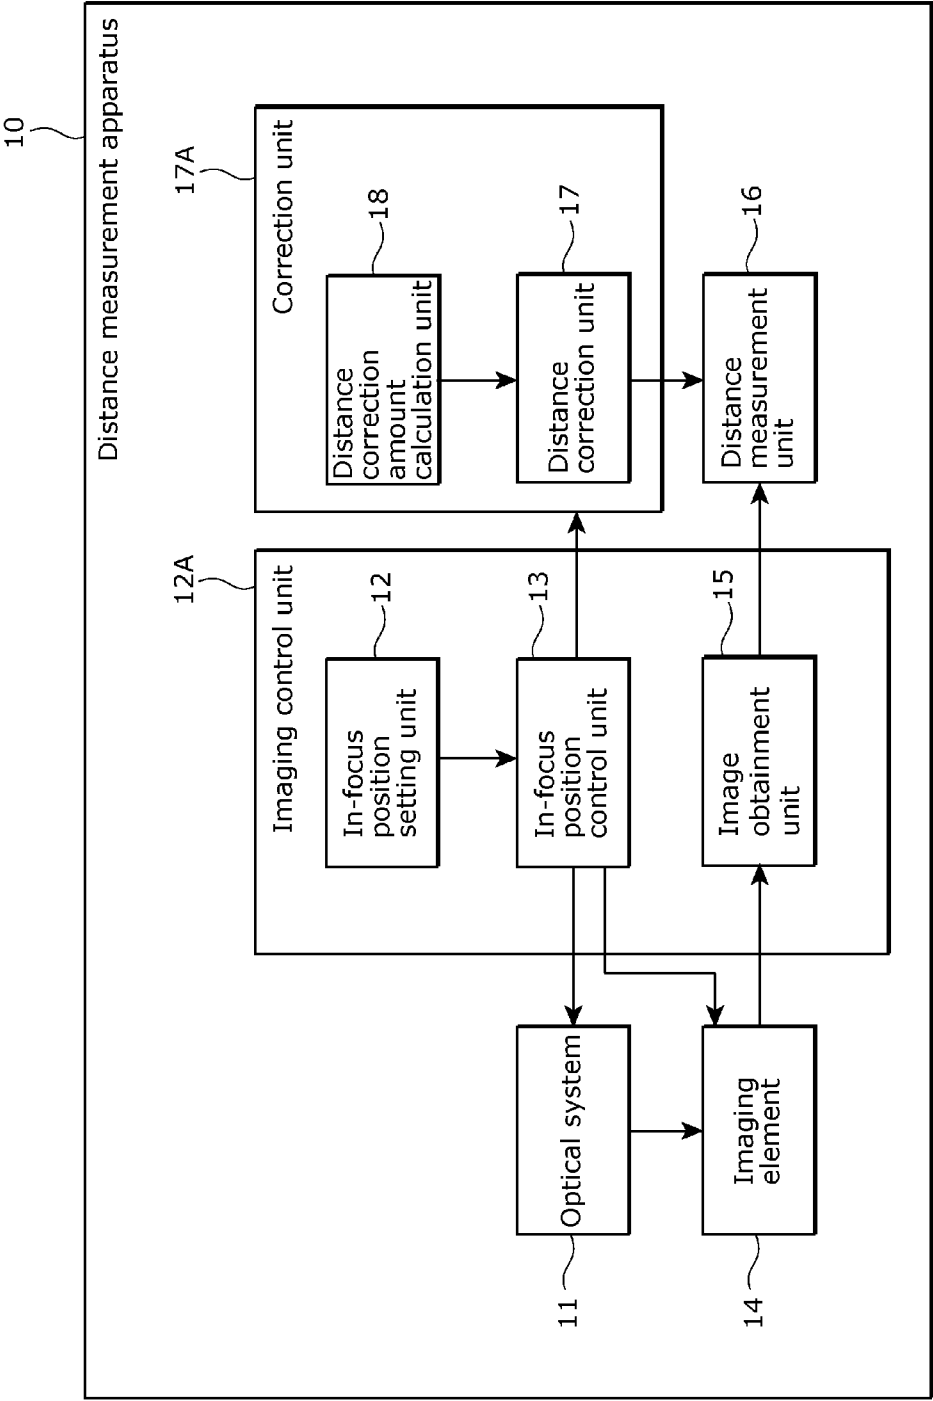 10
Distance measurement apparatus
12A
Imaging control unit
17A
Correction unit
12
In-focus
position
setting unit
18
Distance
correction
amount
calculation unit
11
Optical system
13
In-focus
position
control unit
17
Distance
correction unit
14
Imaging
element
15
Image
obtainment
unit
16
Distance
measurement
unit